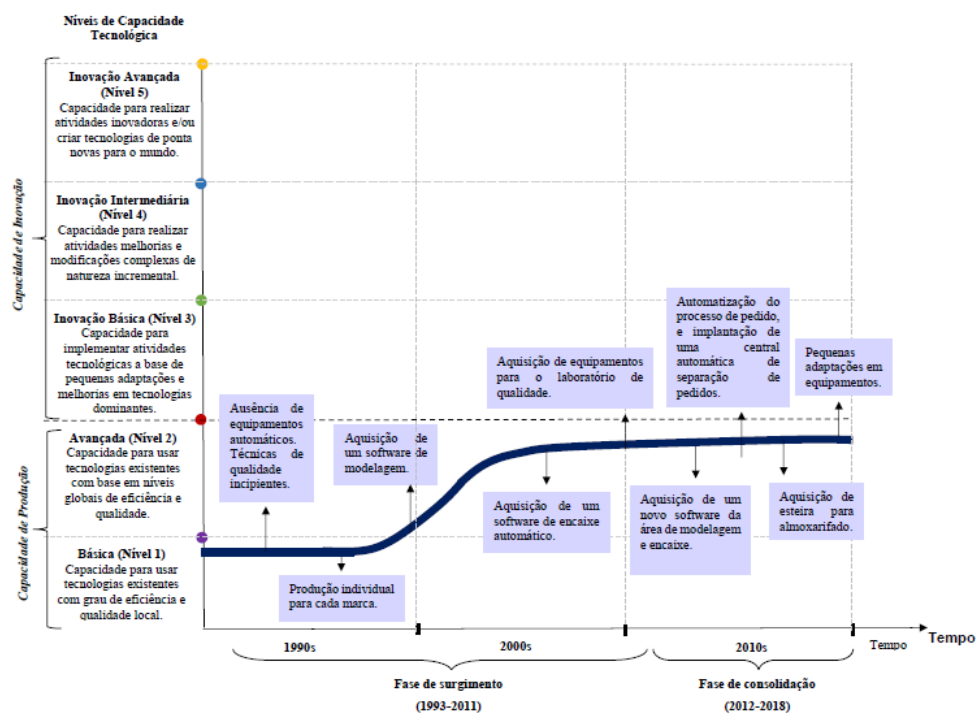 Níveis de Capacidade
Tecnológica
Capacidade de Inovação
Inovação Avançada
(Nível 5)
Capacidade para realizar
atividades inovadoras e/ou
criar tecnologias de ponta
novas para o mundo.
Inovação Intermediária
(Nível 4)
Capacidade para realizar
atividades melhorias e
modificações complexas de
natureza incremental.
Inovação Básica (Nível 3)
Capacidade para
implementar atividades
tecnológicas a base de
pequenas adaptações e
melhorias em tecnologias
dominantes.
Capacidade de Produção
Avançada (Nível 2)
Capacidade para usar
tecnologias existentes
com base em níveis
globais de eficiência e
qualidade.
Básica (Nível 1)
Capacidade para usar
tecnologias existentes
com grau de eficiência e
qualidade local.
Ausência de
equipamentos
automáticos.
Técnicas de
qualidade
incipientes.
Produção individual
para cada marca.
Aquisição de
um software de
modelagem.
Aquisição de um
software de encaixe
automático.
Aquisição de equipamentos
para o laboratório de
qualidade.
Aquisição de um
novo software da
área de modelagem
e encaixe.
Automatização do
processo de pedido,
e implantação de
uma central
automática de
separação de
pedidos.
Aquisição de
esteira para
almoxarifado.
Pequenas
adaptações em
equipamentos.
1990s
2000s
2010s
Tempo
Tempo
Fase de surgimento
(1993-2011)
Fase de consolidação
(2012-2018)